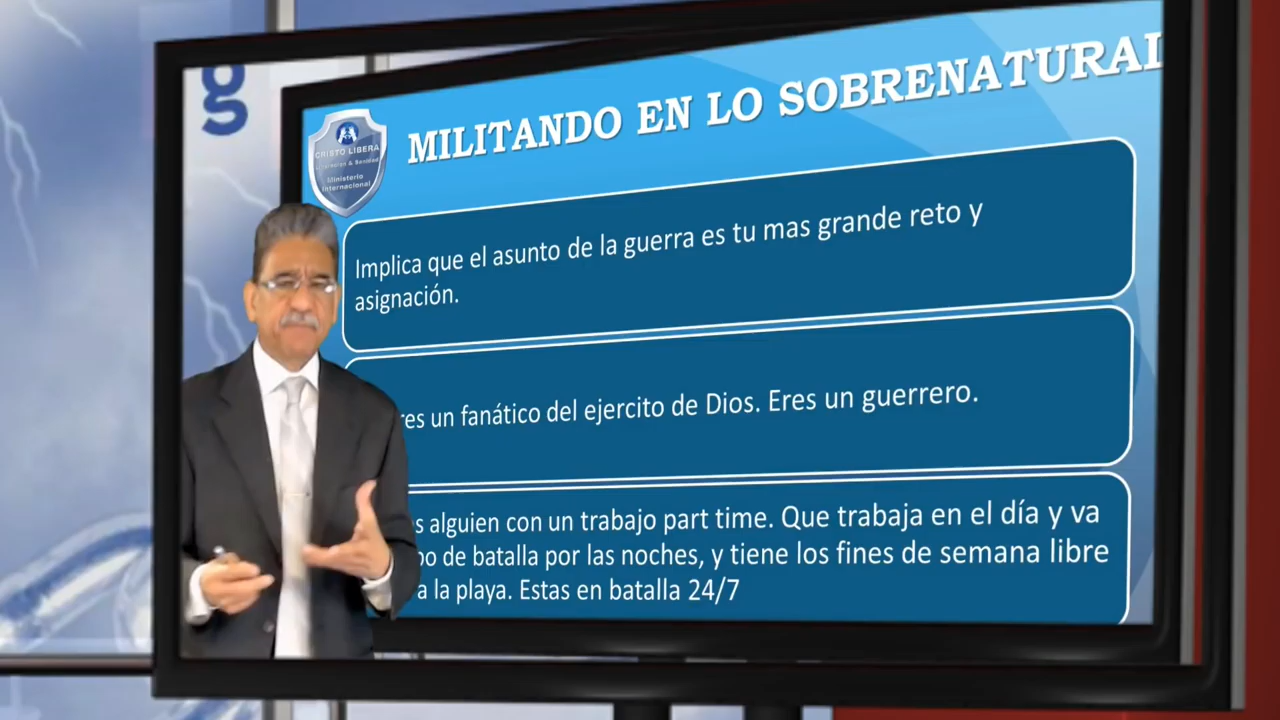 g
MILITANDO EN LO SOBRENATURAL
CRISTO LIBERA
& Sanidad
Ministerio
Internacional
Implica que el asunto de la guerra es tu mas grande reto y
asignación.
un fanático del ejercito de Dios. Eres un guerrero.
alguien con un trabajo part time. Que trabaja en el día y va
de batalla por las noches, y tiene los fines de semana libre
a la playa. Estas en batalla 24/7